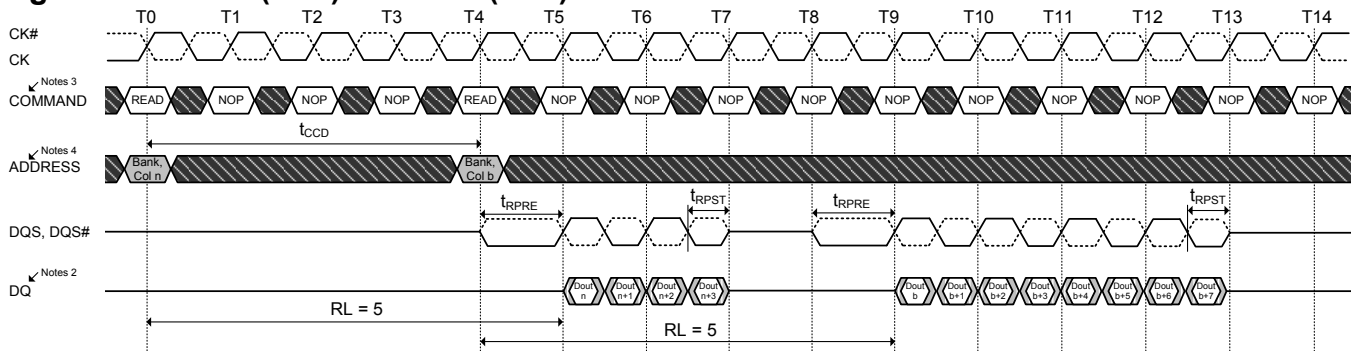 T0 T1 T2 T3 T4 T5 T6 T7 T8 T9 T10 T11 T12 T13 T14
CK#
CK
Notes 3
COMMAND READ NOP NOP NOP READ NOP NOP NOP NOP NOP NOP NOP NOP NOP NOP
tCCD
Notes 4
ADDRESS Bank, Col n Bank, Col b
tRPRE tRPST tRPRE tRPST
DQS, DQS#
Notes 2
DQ Dout n Dout n+1 Dout n+2 Dout n+3 Dout b Dout b+1 Dout b+2 Dout b+3 Dout b+4 Dout b+5 Dout b+6 Dout b+7
RL = 5
RL = 5